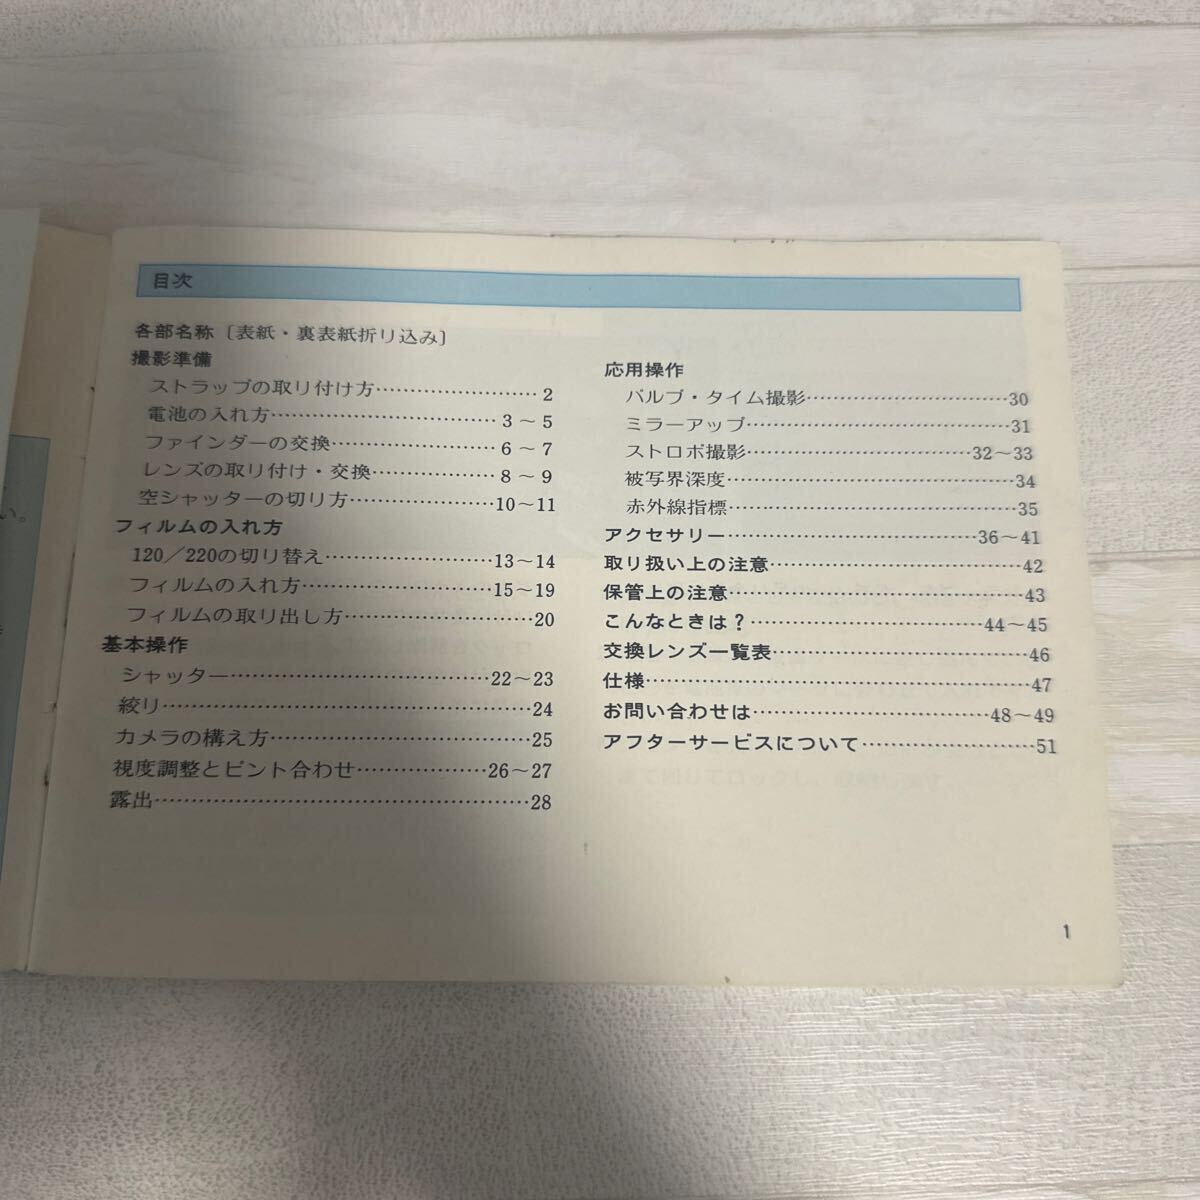 目次
各部名称〔表紙・裏表紙折り込み〕
撮影準備
ストラップの取り付け方…………………… 2
電池の入れ方…………………………… 3～5
ファインダーの交換…………………… 6～7
レンズの取り付け・交換……………… 8～9
空シャッターの切り方…………………10～11
フィルムの入れ方
120／220の切り替え……………………13～14
フィルムの入れ方………………………15～19
フィルムの取り出し方………………………20
基本操作
シャッター………………………………22～23
絞り……………………………………………24
カメラの構え方………………………………25
視度調整とピント合わせ………………26～27
露出……………………………………………28
応用操作
バルブ・タイム撮影…………………………30
ミラーアップ…………………………………31
ストロボ撮影……………………………32～33
被写界深度……………………………………34
赤外線指標……………………………………35
アクセサリー……………………………36～41
取り扱い上の注意……………………………42
保管上の注意…………………………………43
こんなときは？…………………………44～45
交換レンズ一覧表……………………………46
仕様……………………………………………47
お問い合わせは…………………………48～49
アフターサービスについて…………………51
1
い。